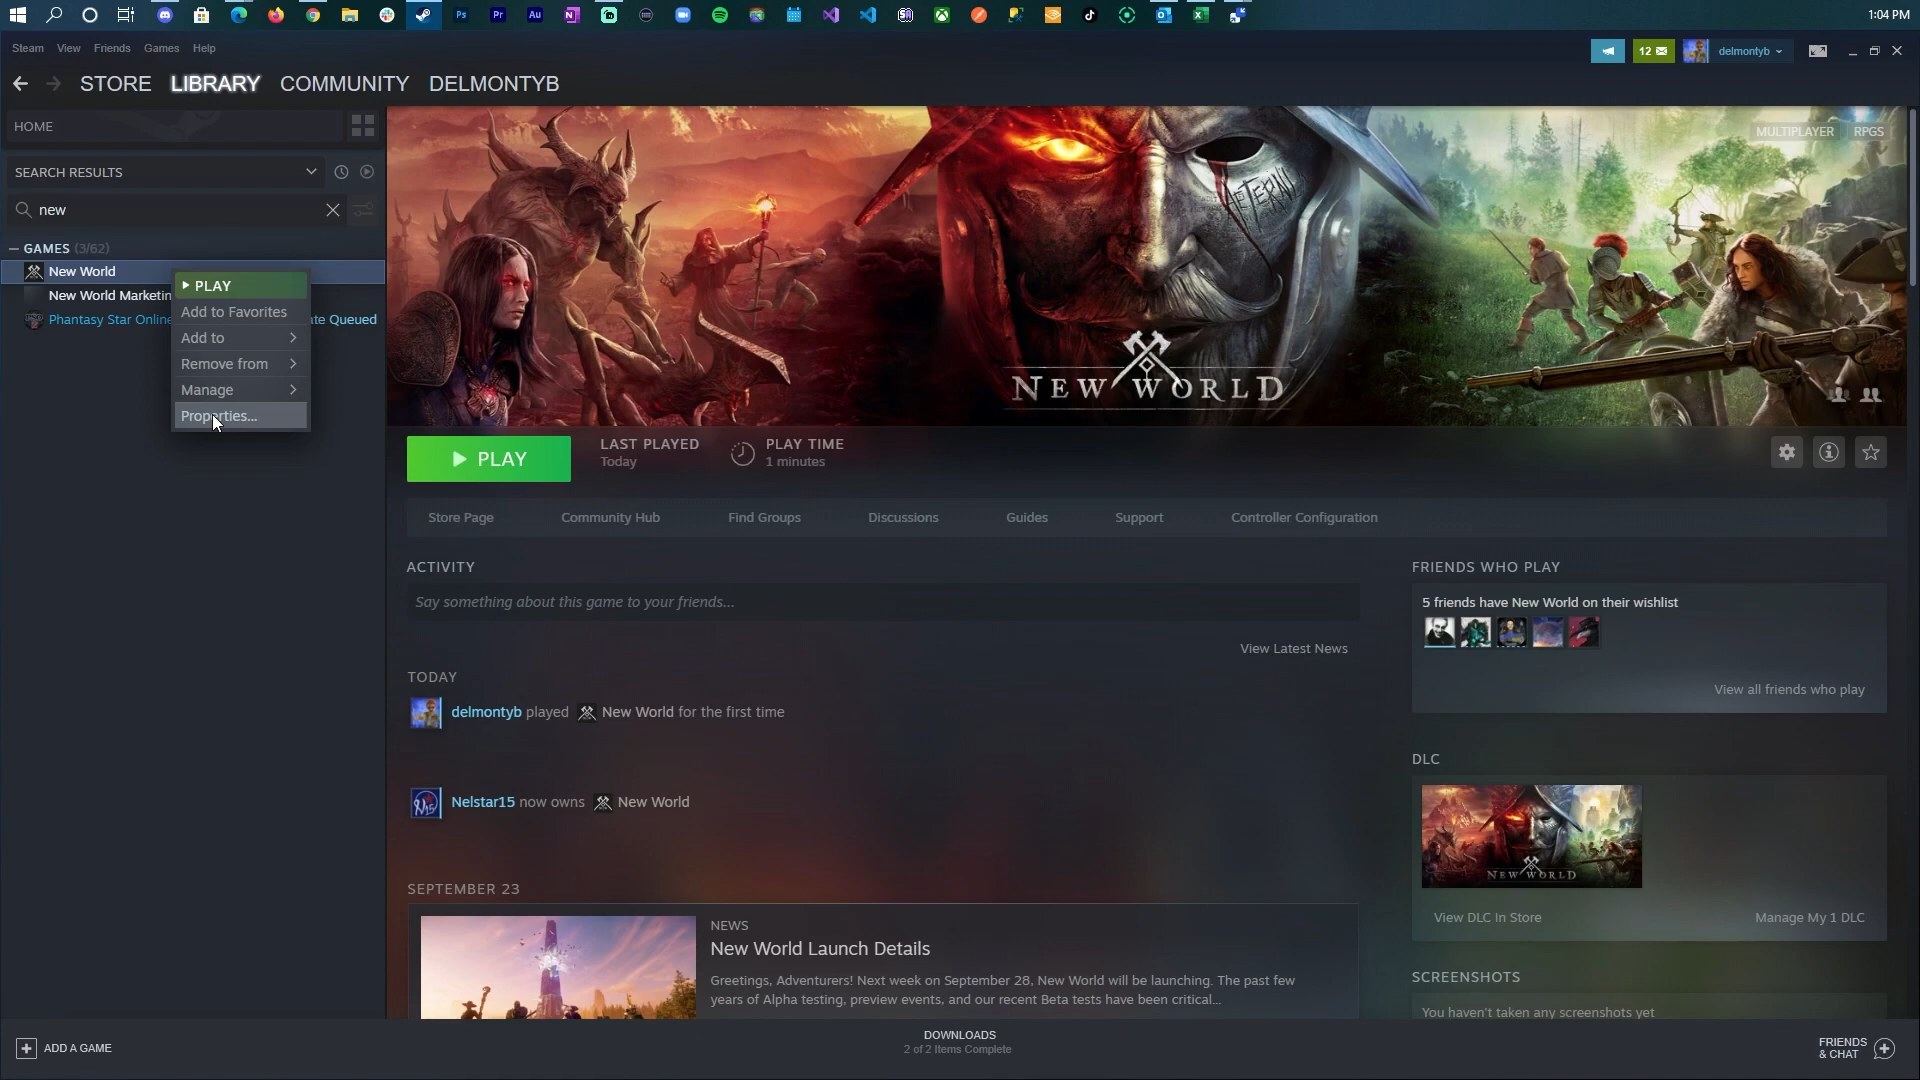 1:04 PM
Steam View Friends Games Help
12
delmontyb
STORE LIBRARY COMMUNITY DELMONTYB
HOME
MULTIPLAYER RPGS
SEARCH RESULTS
new
AETERNUM
GAMES (3/62)
New World
PLAY
New World Marketin
Add to Favorites
Phantasy Star Online
te Queued
Add to
Remove from
Manage
Properties...
NEW WORLD
PLAY
LAST PLAYED
Today
PLAY TIME
1 minutes
Store Page Community Hub Find Groups Discussions Guides Support Controller Configuration
ACTIVITY
Say something about this game to your friends...
View Latest News
TODAY
delmontyb played New World for the first time
Nelstar15 now owns New World
SEPTEMBER 23
NEWS
New World Launch Details
Greetings, Adventurers! Next week on September 28, New World will be launching. The past few
years of Alpha testing, preview events, and our recent Beta tests have been critical...
FRIENDS WHO PLAY
5 friends have New World on their wishlist
View all friends who play
DLC
NEW WORLD
View DLC In Store Manage My 1 DLC
SCREENSHOTS
You haven't taken any screenshots yet
ADD A GAME
DOWNLOADS
2 of 2 Items Complete
FRIENDS
& CHAT